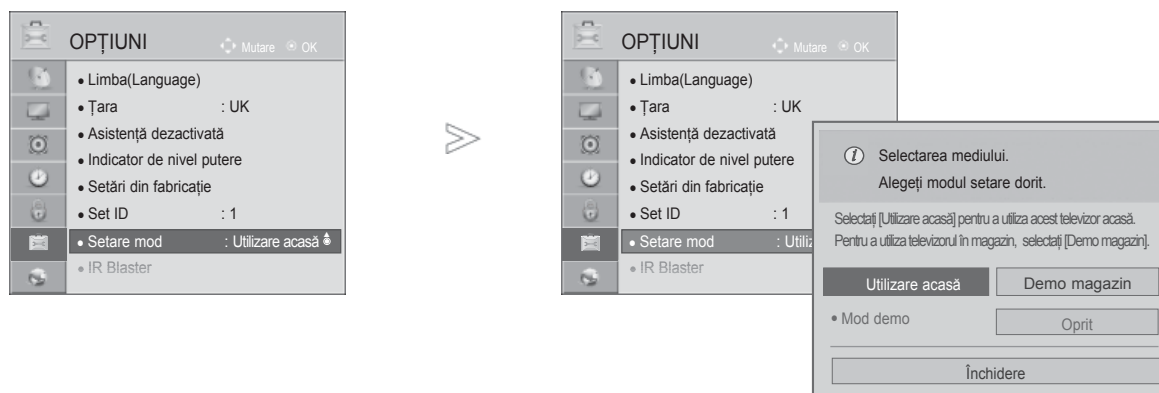 OPȚIUNI
Mutare OK
• Limba(Language)
• Țara : UK
• Asistență dezactivată
• Indicator de nivel putere
• Setări din fabricație
• Set ID : 1
• Setare mod : Utilizare acasă
• IR Blaster
OPȚIUNI
Mutare OK
• Limba(Language)
• Țara : UK
• Asistență dezactivată
• Indicator de nivel putere
• Setări din fabricație
• Set ID : 1
• Setare mod : Utiliz
• IR Blaster
Selectarea mediului.
Alegeți modul setare dorit.
Selectați [Utilizare acasă] pentru a utiliza acest televizor acasă.
Pentru a utiliza televizorul în magazin, selectați [Demo magazin].
Utilizare acasă Demo magazin
• Mod demo Oprit
Închidere